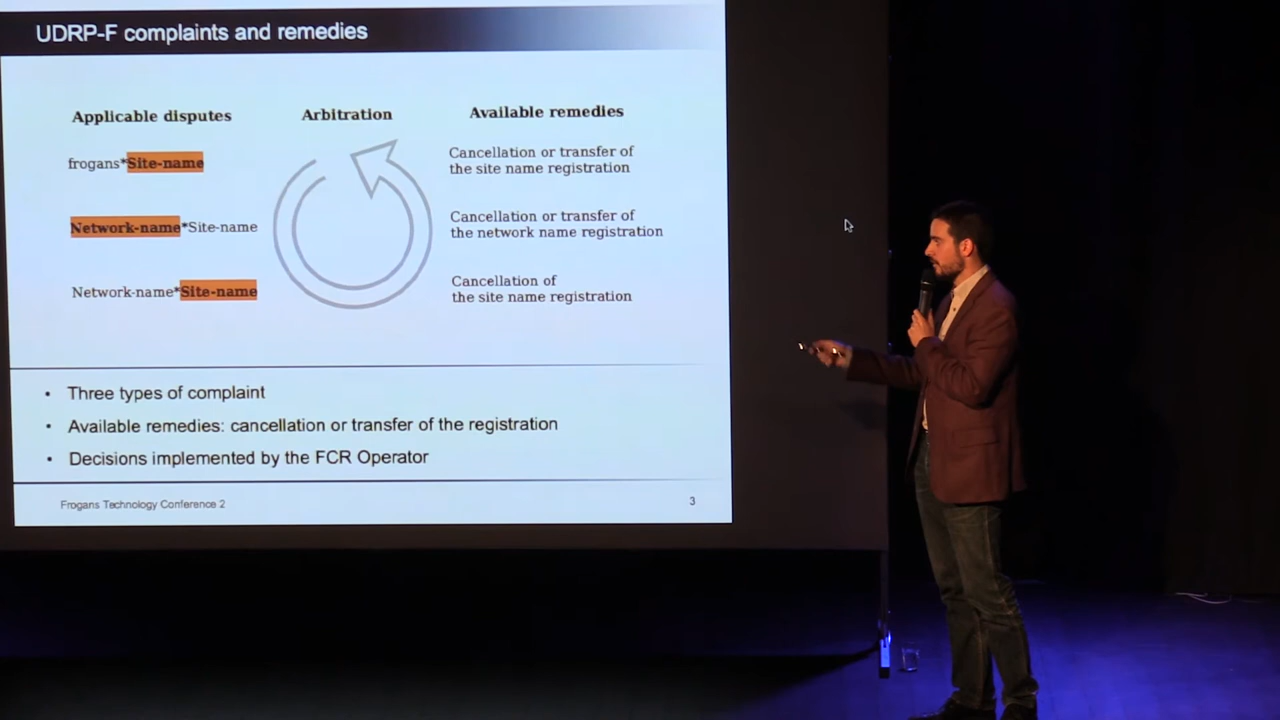 UDRP-F complaints and remedies
Applicable disputes
Arbitration
Available remedies
frogans*Site-name
Cancellation or transfer of
the site name registration
Network-name*Site-name
Cancellation or transfer of
the network name registration
Network-name*Site-name
Cancellation of
the site name registration
• Three types of complaint
• Available remedies: cancellation or transfer of the registration
• Decisions implemented by the FCR Operator
Frogans Technology Conference 2
3